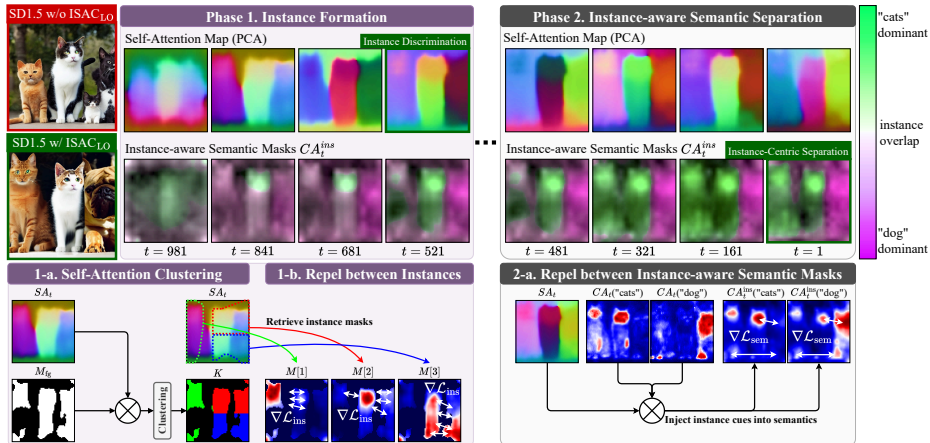 SD1.5 w/o ISAC_LO
SD1.5 w/ ISAC_LO
Phase 1. Instance Formation
Self-Attention Map (PCA)
Instance Discrimination
Instance-aware Semantic Masks CA_t^ins
t = 981
t = 841
t = 681
t = 521
...
Phase 2. Instance-aware Semantic Separation
Self-Attention Map (PCA)
Instance-aware Semantic Masks CA_t^ins
Instance-Centric Separation
t = 481
t = 321
t = 161
t = 1
"cats"
dominant
instance
overlap
"dog"
dominant
1-a. Self-Attention Clustering
1-b. Repel between Instances
SA_t
M_fg
Clustering
SA_t
K
Retrieve instance masks
M[1]
M[2]
M[3]
∇L_ins
∇L_ins
∇L_ins
2-a. Repel between Instance-aware Semantic Masks
SA_t
CA_t("cats")
CA_t("dog")
CA_t^ins("cats")
CA_t^ins("dog")
∇L_sem
∇L_sem
Inject instance cues into semantics